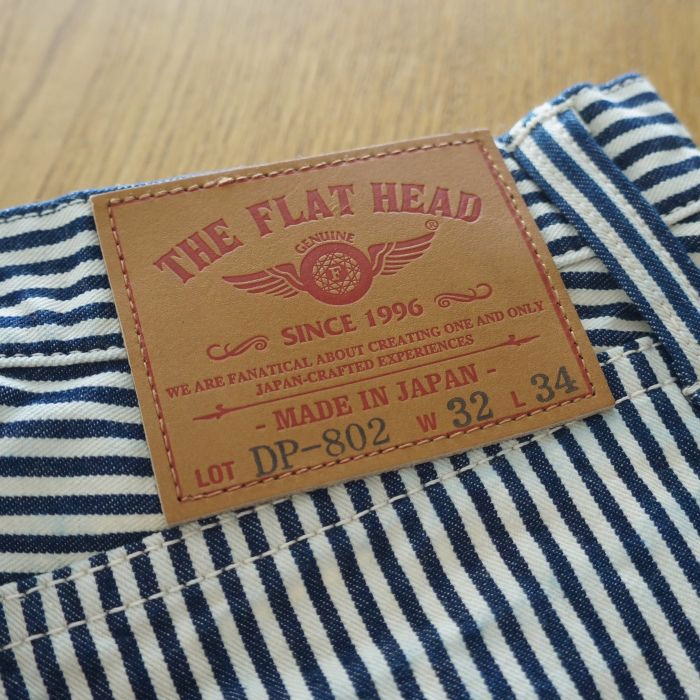 THE FLAT HEAD
®
GENUINE
F
SINCE 1996
WE ARE FANATICAL ABOUT CREATING ONE AND ONLY
JAPAN-CRAFTED EXPERIENCES
- MADE IN JAPAN -
LOT DP-802 W 32 L 34